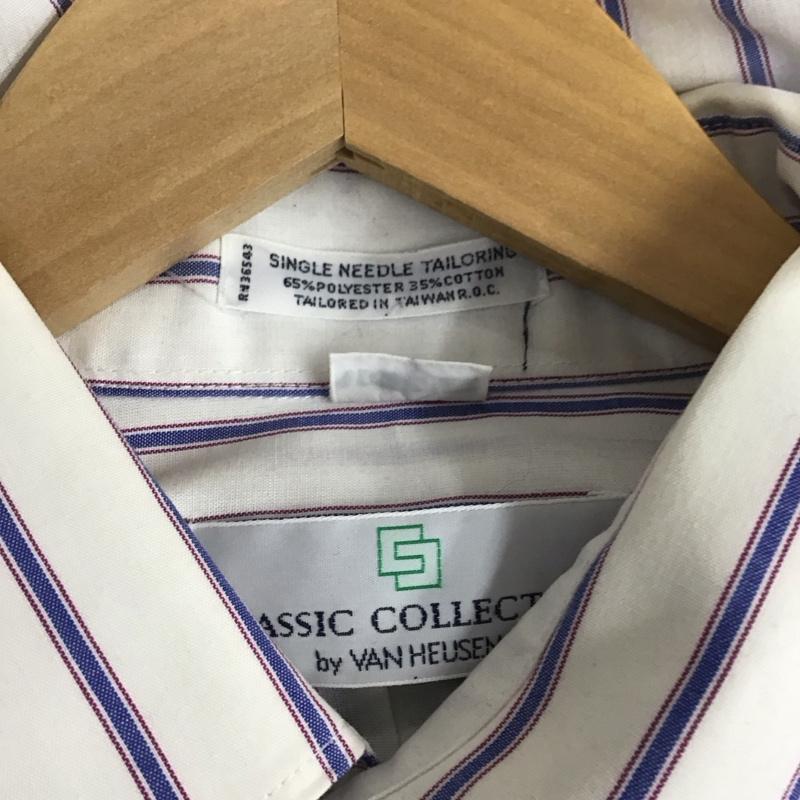 RN36543
SINGLE NEEDLE TAILORING
65% POLYESTER 35% COTTON
TAILORED IN TAIWAN R.O.C.
ASSIC COLLECT
by VAN HEUSEN